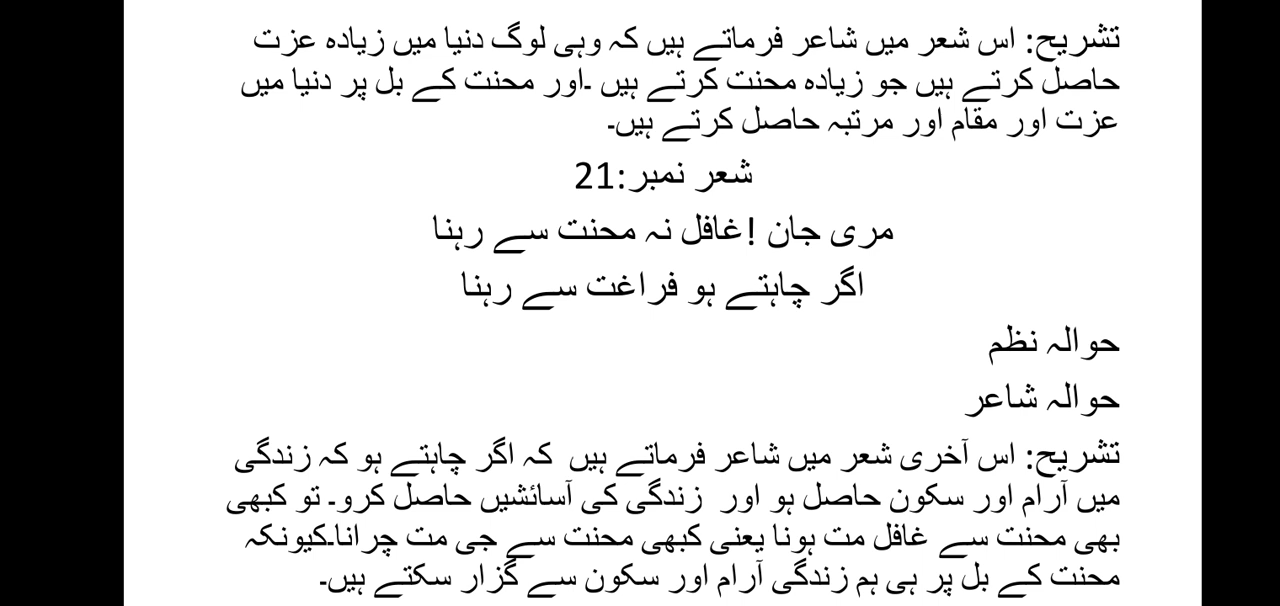 تشریح: اس شعر میں شاعر فرماتے ہیں کہ وہی لوگ دنیا میں زیادہ عزت
حاصل کرتے ہیں جو زیادہ محنت کرتے ہیں ۔اور محنت کے بل پر دنیا میں
عزت اور مقام اور مرتبہ حاصل کرتے ہیں۔
شعر نمبر:21
مری جان !غافل نہ محنت سے رہنا
اگر چاہتے ہو فراغت سے رہنا
حوالہ نظم
حوالہ شاعر
تشریح: اس آخری شعر میں شاعر فرماتے ہیں کہ اگر چاہتے ہو کہ زندگی
میں آرام اور سکون حاصل ہو اور زندگی کی آسائشیں حاصل کرو۔ تو کبھی
بھی محنت سے غافل مت ہونا یعنی کبھی محنت سے جی مت چرانا۔کیونکہ
محنت کے بل پر ہی ہم زندگی آرام اور سکون سے گزار سکتے ہیں۔